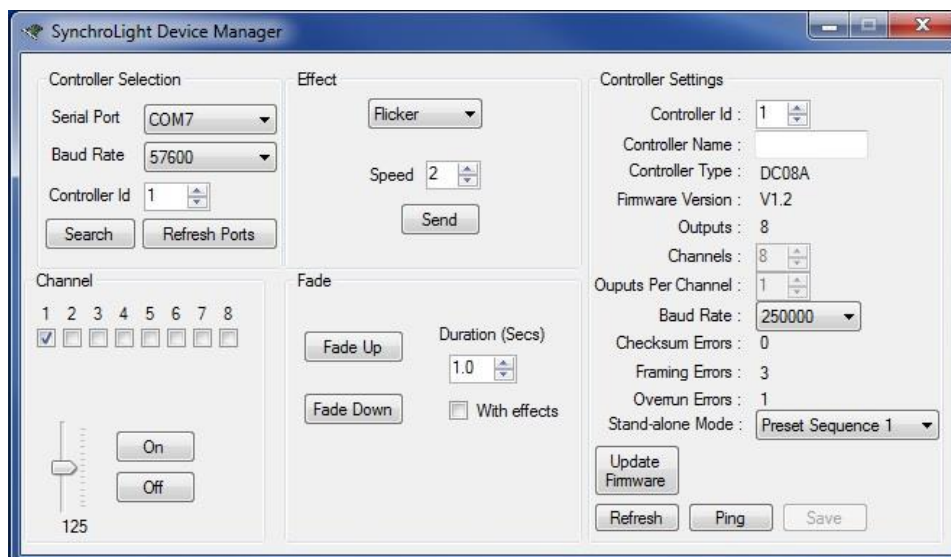 SynchroLight Device Manager
Controller Selection
Serial Port COM7
Baud Rate 57600
Controller Id 1
Search Refresh Ports
Effect
Flicker
Speed 2
Send
Channel
1 2 3 4 5 6 7 8
On
Off
125
Fade
Fade Up
Fade Down
Duration (Secs)
1.0
With effects
Controller Settings
Controller Id : 1
Controller Name :
Controller Type : DC08A
Firmware Version : V1.2
Outputs : 8
Channels : 8
Ouputs Per Channel : 1
Baud Rate : 250000
Checksum Errors : 0
Framing Errors : 3
Overrun Errors : 1
Stand-alone Mode : Preset Sequence 1
Update
Firmware
Refresh Ping Save